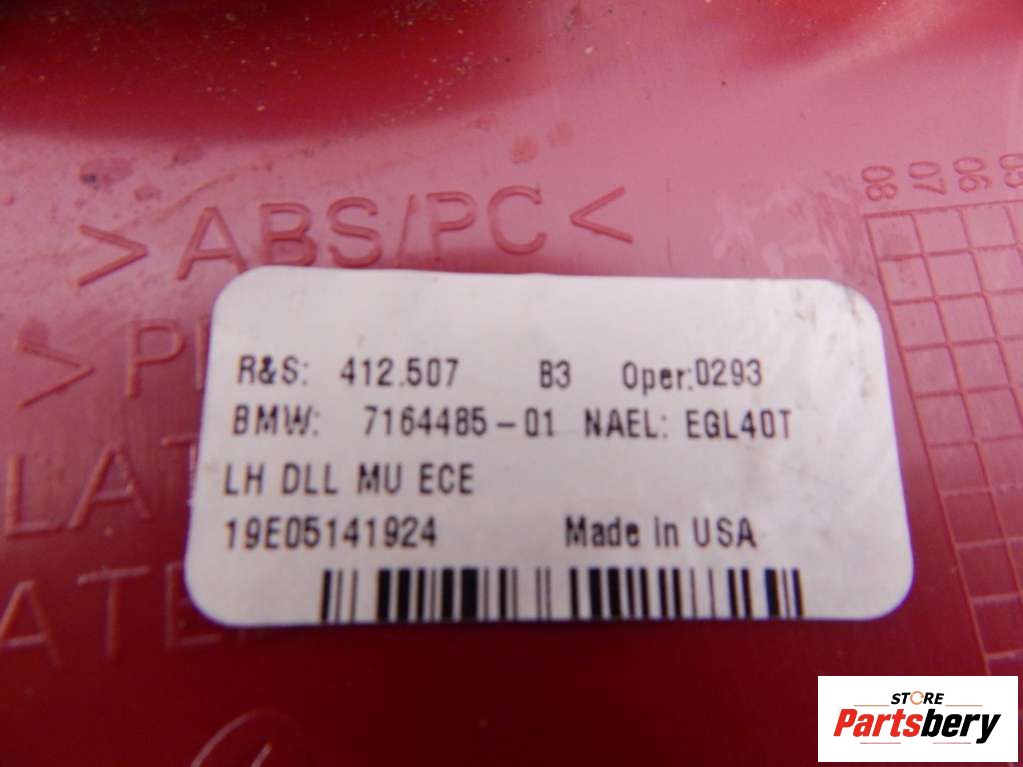 08 07 06
>ABS/PC<
R&S: 412.507 B3 Oper:0293
BMW: 7164485-01 NAEL: EGL40T
LH DLL MU ECE
19E05141924 Made in USA
STORE
Partsbery